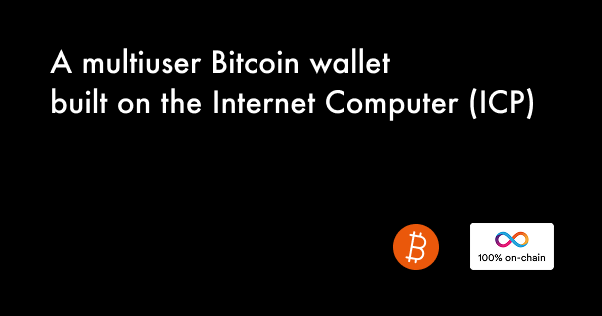 A multiuser Bitcoin wallet
built on the Internet Computer (ICP)
100% on-chain